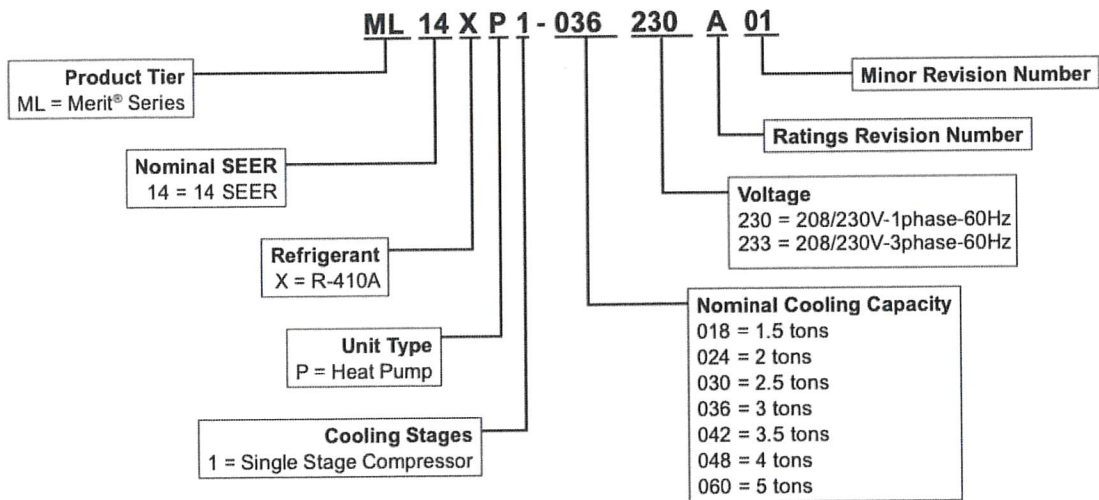 ML 14 X P 1 - 036 230 A 01
Product Tier
ML = Merit® Series
Minor Revision Number
Ratings Revision Number
Nominal SEER
14 = 14 SEER
Voltage
230 = 208/230V-1phase-60Hz
233 = 208/230V-3phase-60Hz
Refrigerant
X = R-410A
Nominal Cooling Capacity
018 = 1.5 tons
024 = 2 tons
030 = 2.5 tons
036 = 3 tons
042 = 3.5 tons
048 = 4 tons
060 = 5 tons
Unit Type
P = Heat Pump
Cooling Stages
1 = Single Stage Compressor